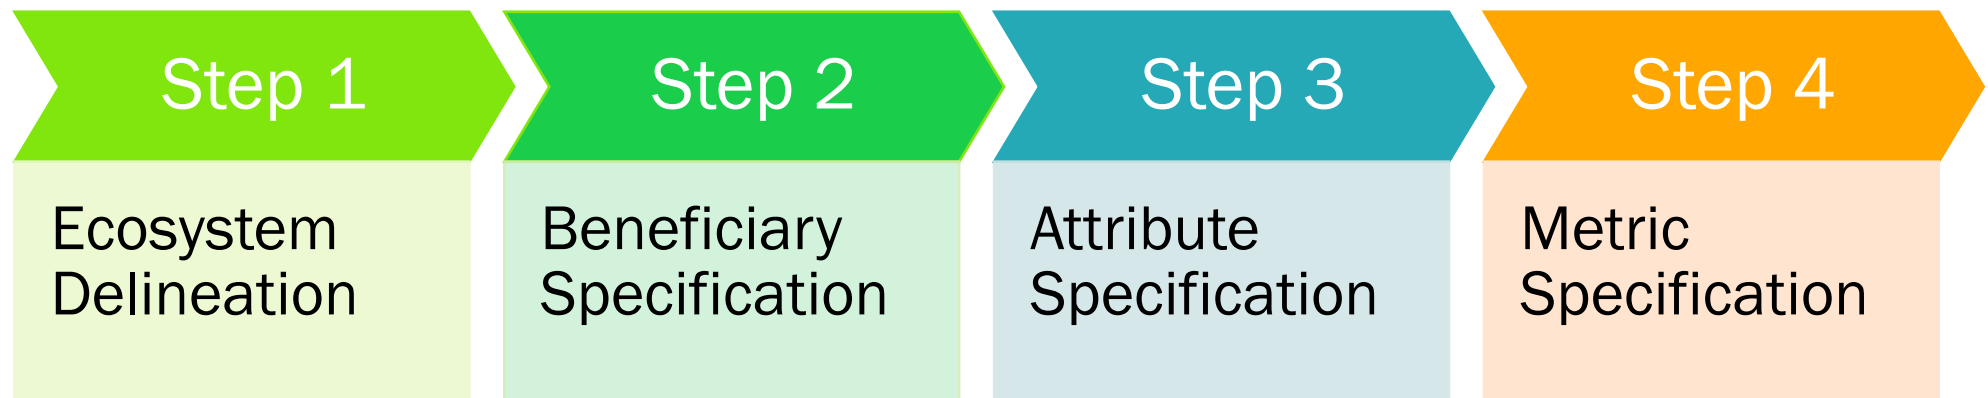 Step 1
Ecosystem
Delineation
Step 2
Beneficiary
Specification
Step 3
Attribute
Specification
Step 4
Metric
Specification